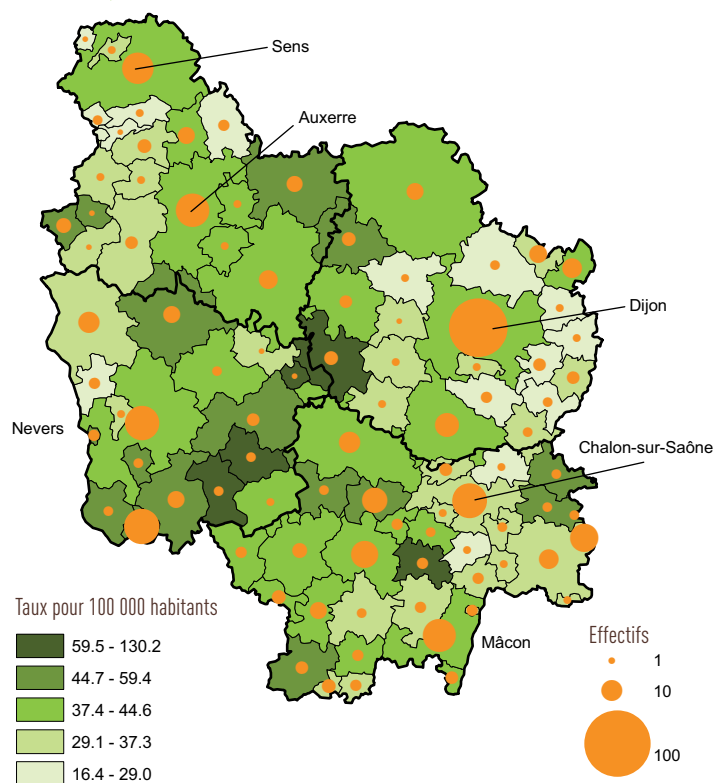 Sens
Auxerre
Dijon
Nevers
Chalon-sur-Saône
Mâcon
Taux pour 100 000 habitants
59.5 - 130.2
44.7 - 59.4
37.4 - 44.6
29.1 - 37.3
16.4 - 29.0
Effectifs
1
10
100